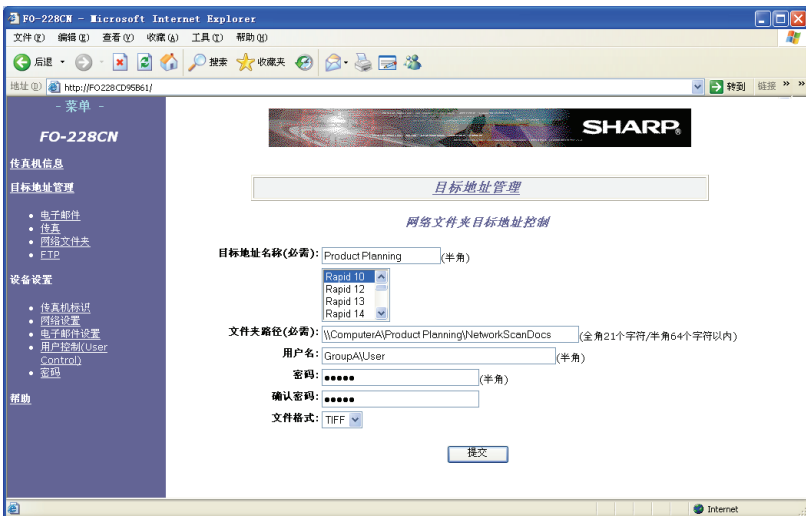 FO-228CN - Microsoft Internet Explorer
文件(F) 编辑(E) 查看(V) 收藏(A) 工具(T) 帮助(H)
后退 搜索 收藏夹
地址(D) http://FO228CD95B61/ 转到 链接 »
- 菜单 -
FO-228CN
传真机信息
目标地址管理
• 电子邮件
• 传真
• 网络文件夹
• FTP
设备设置
• 传真机标识
• 网络设置
• 电子邮件设置
• 用户控制(User
Control)
• 密码
帮助
SHARP
目标地址管理
网络文件夹目标地址控制
目标地址名称(必需): Product Planning (半角)
Rapid 10
Rapid 12
Rapid 13
Rapid 14
文件夹路径(必需): \\ComputerA\Product Planning\NetworkScanDocs (全角21个字符/半角64个字符以内)
用户名: GroupA\User (半角)
密码: ●●●●● (半角)
确认密码: ●●●●●
文件格式: TIFF
提交
Internet